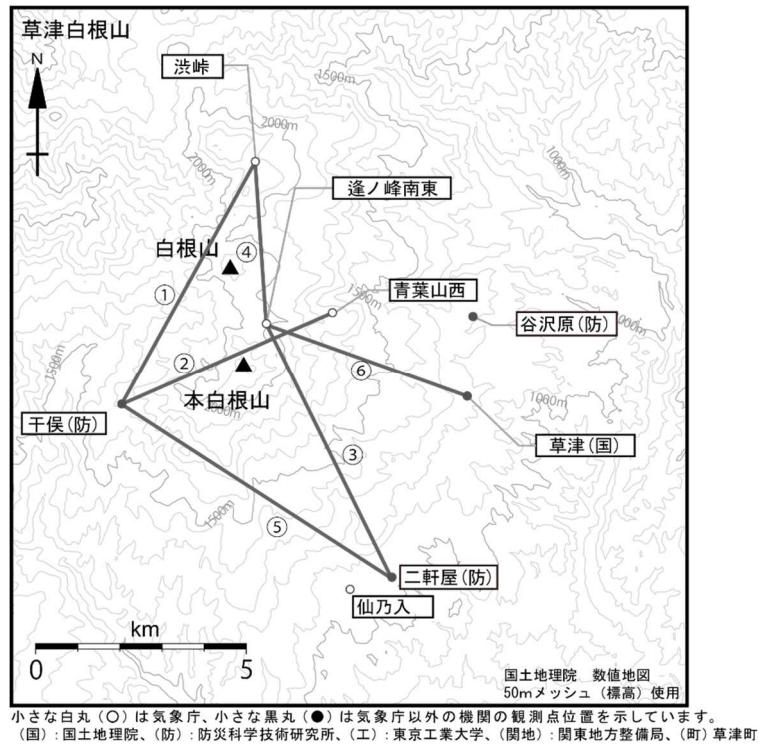 草津白根山
N
渋峠
1500m
2000m
2000m
1000m
逢ノ峰南東
白根山
④
①
青葉山西
1500m
谷沢原(防)
1000m
②
⑥
1500m
本白根山
2000m
1000m
干俣(防)
草津(国)
③
1500m
⑤
二軒屋(防)
仙乃入
km
0 5
国土地理院 数値地図
50mメッシュ(標高)使用
小さな白丸(○)は気象庁、小さな黒丸(●)は気象庁以外の機関の観測点位置を示しています。
(国):国土地理院、(防):防災科学技術研究所、(工):東京工業大学、(関地):関東地方整備局、(町)草津町